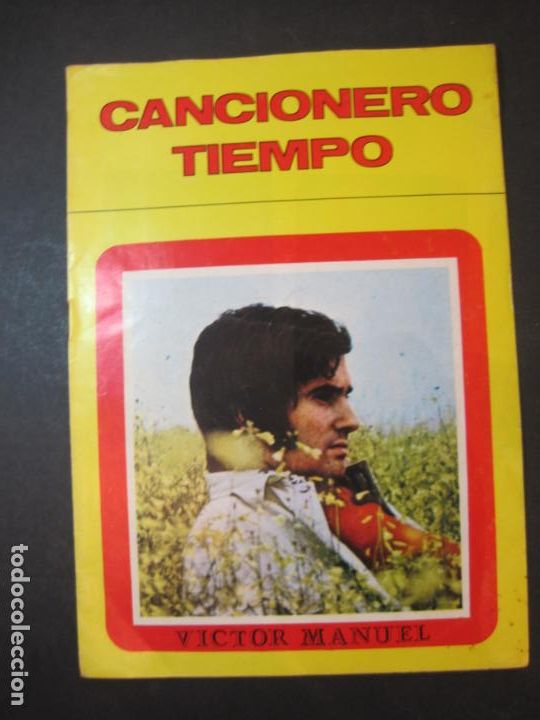 CANCIONERO
TIEMPO
VICTOR MANUEL
todocoleccion